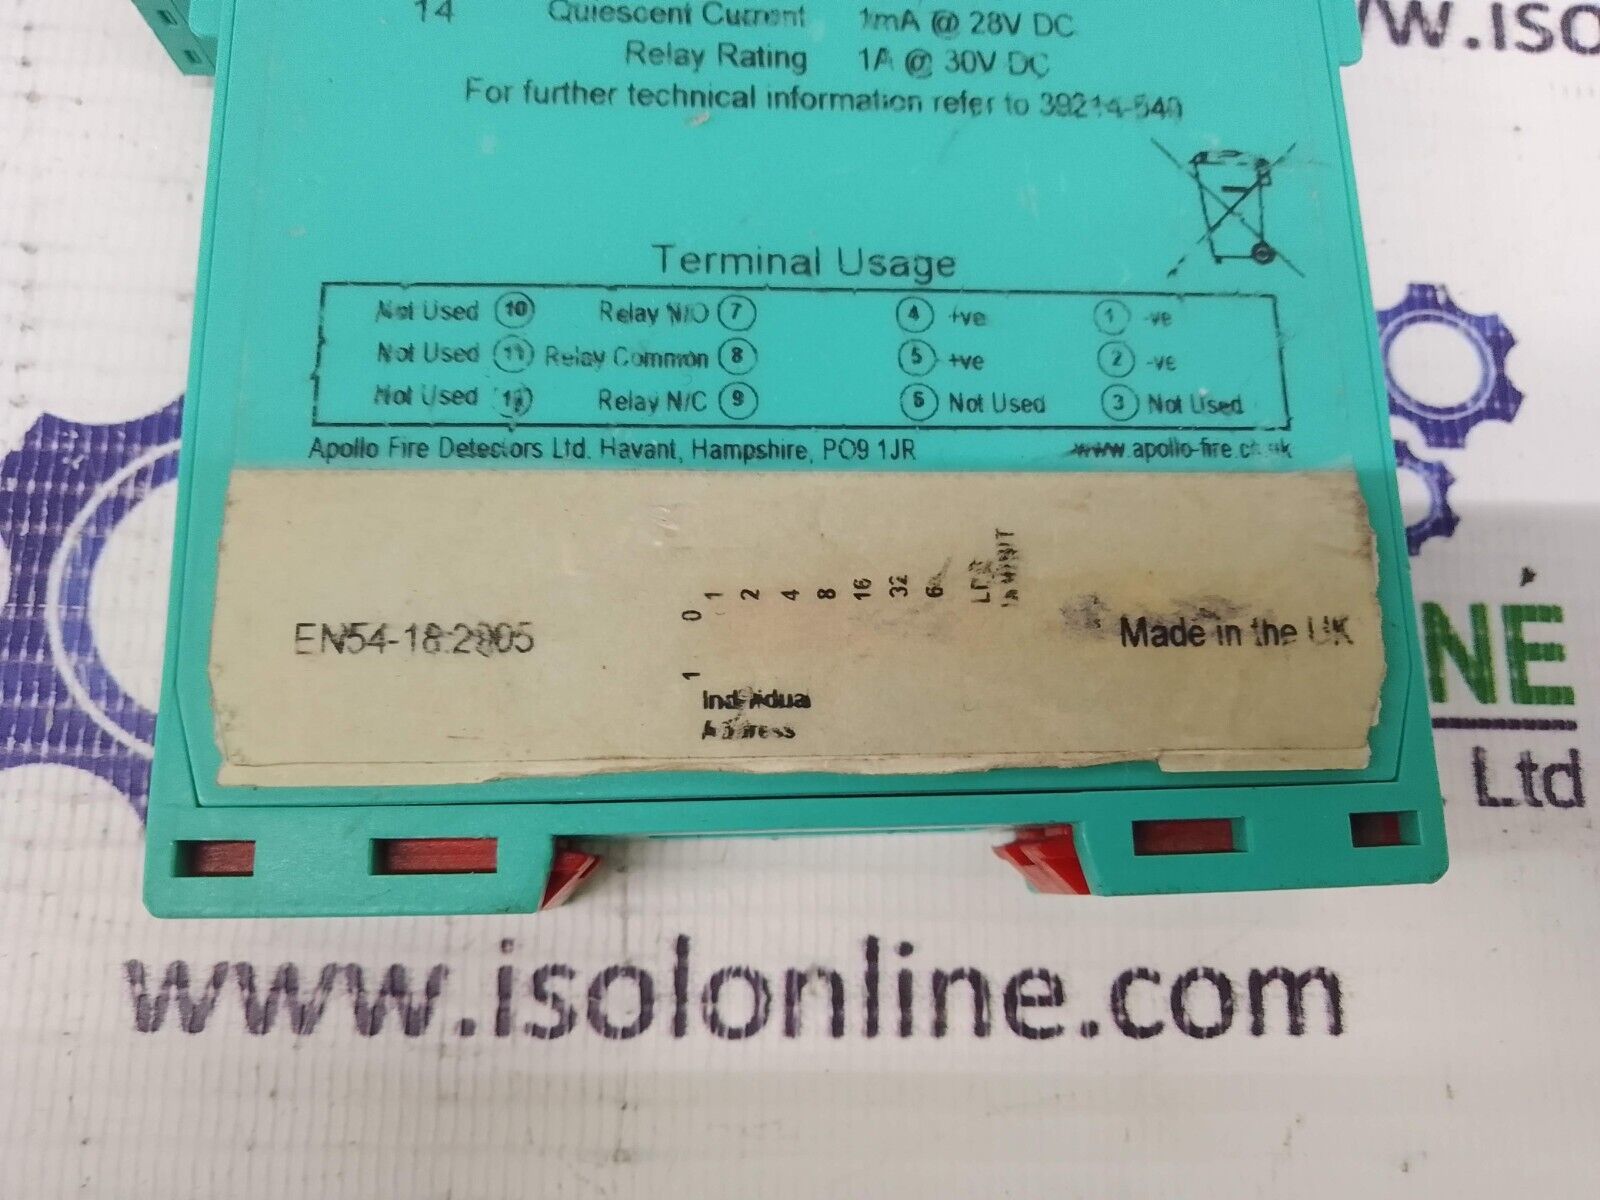 14 Quiescent Current 1mA @ 28V DC
Relay Rating 1A @ 30V DC
For further technical information refer to 39214-540
Terminal Usage
Not Used 10 Relay N/O 7 4 +ve 1 -ve
Not Used 11 Relay Common 8 5 +ve 2 -ve
Not Used 12 Relay N/C 9 6 Not Used 3 Not Used
Apollo Fire Detectors Ltd. Havant, Hampshire, PO9 1JR www.apollo-fire.co.uk
0 1 2 4 8 16 32
EN54-18:2005
Made in the UK
1
Individual
Address
NÉ
Ltd
www.isolonline.com